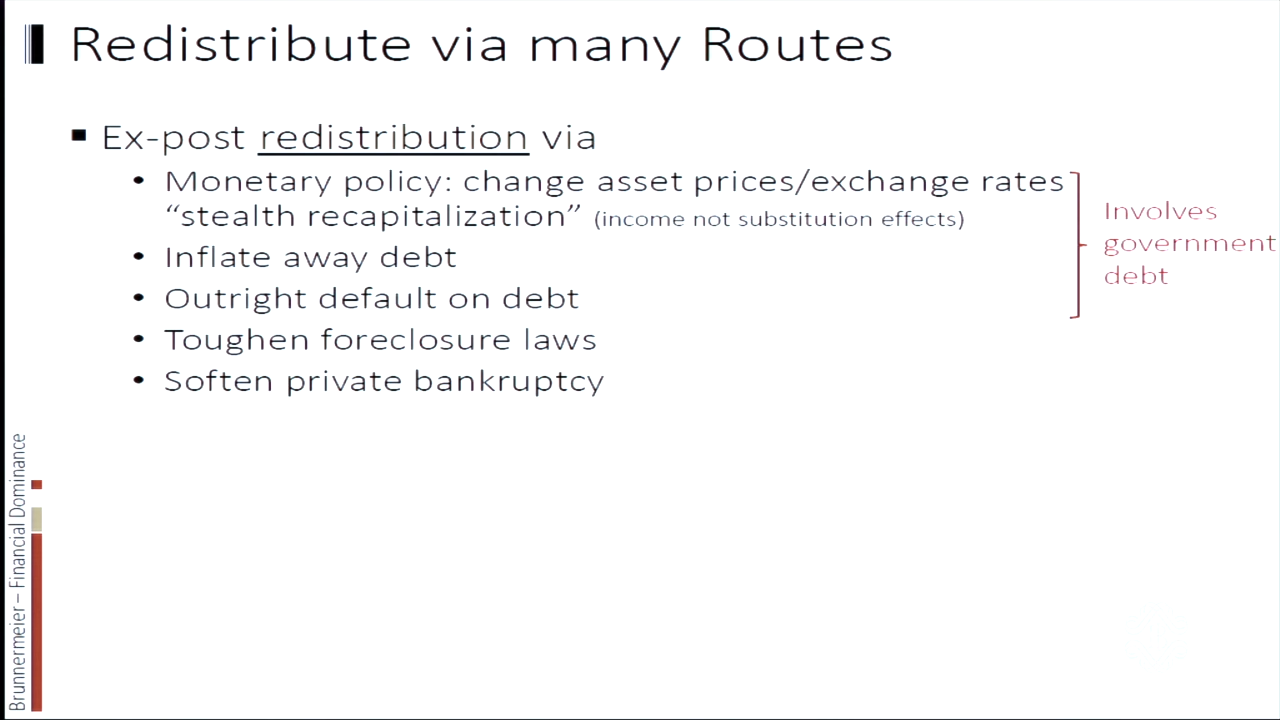 Redistribute via many Routes
■ Ex-post redistribution via
• Monetary policy: change asset prices/exchange rates
“stealth recapitalization” (income not substitution effects)
• Inflate away debt
• Outright default on debt
• Toughen foreclosure laws
• Soften private bankruptcy
Involves
government
debt
Brunnermeier – Financial Dominance